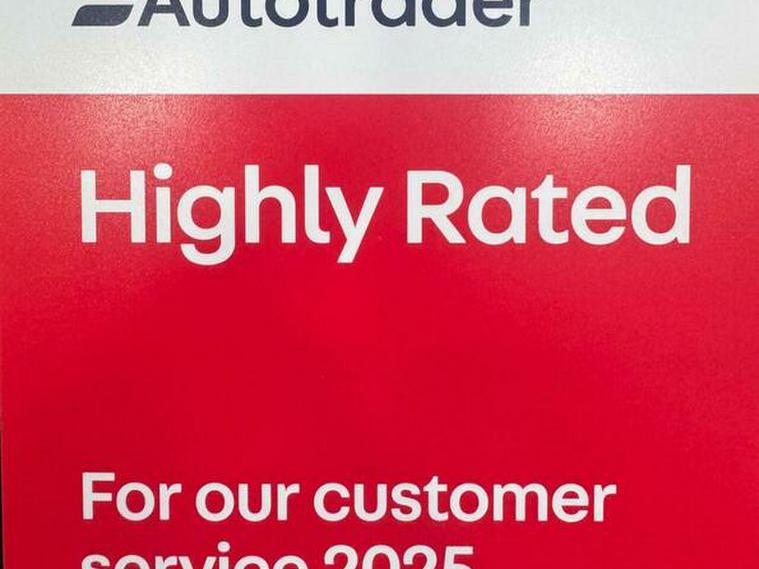 Autotrader
Highly Rated
For our customer
service 2025